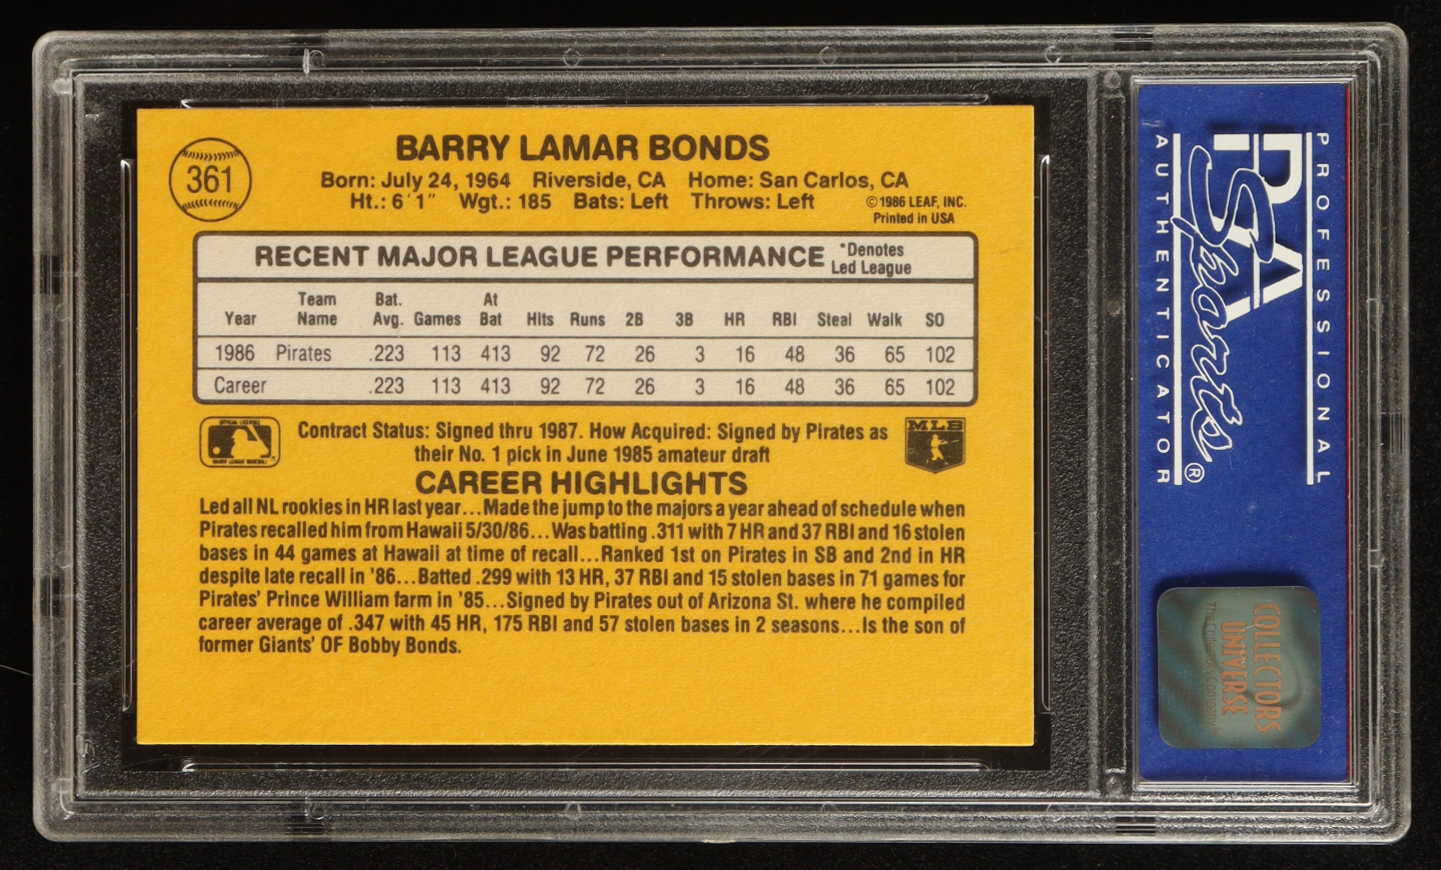 361
BARRY LAMAR BONDS
Born: July 24, 1964 Riverside, CA Home: San Carlos, CA
Ht.: 6'1" Wgt.: 185 Bats: Left Throws: Left
©1986 LEAF, INC.
Printed in USA
RECENT MAJOR LEAGUE PERFORMANCE
*Denotes
Led League
Year Team Name Bat. Avg. Games At Bat Hits Runs 2B 3B HR RBI Steal Walk SO
1986 Pirates .223 113 413 92 72 26 3 16 48 36 65 102
Career .223 113 413 92 72 26 3 16 48 36 65 102
MLB
Contract Status: Signed thru 1987. How Acquired: Signed by Pirates as
their No. 1 pick in June 1985 amateur draft
CAREER HIGHLIGHTS
Led all NL rookies in HR last year...Made the jump to the majors a year ahead of schedule when
Pirates recalled him from Hawaii 5/30/86...Was batting .311 with 7 HR and 37 RBI and 16 stolen
bases in 44 games at Hawaii at time of recall...Ranked 1st on Pirates in SB and 2nd in HR
despite late recall in '86...Batted .299 with 13 HR, 37 RBI and 15 stolen bases in 71 games for
Pirates' Prince William farm in '85...Signed by Pirates out of Arizona St. where he compiled
career average of .347 with 45 HR, 175 RBI and 57 stolen bases in 2 seasons...Is the son of
former Giants' OF Bobby Bonds.
PROFESSIONAL
PSA
Sports®
AUTHENTICATOR
COLLECTORS
UNIVERSE